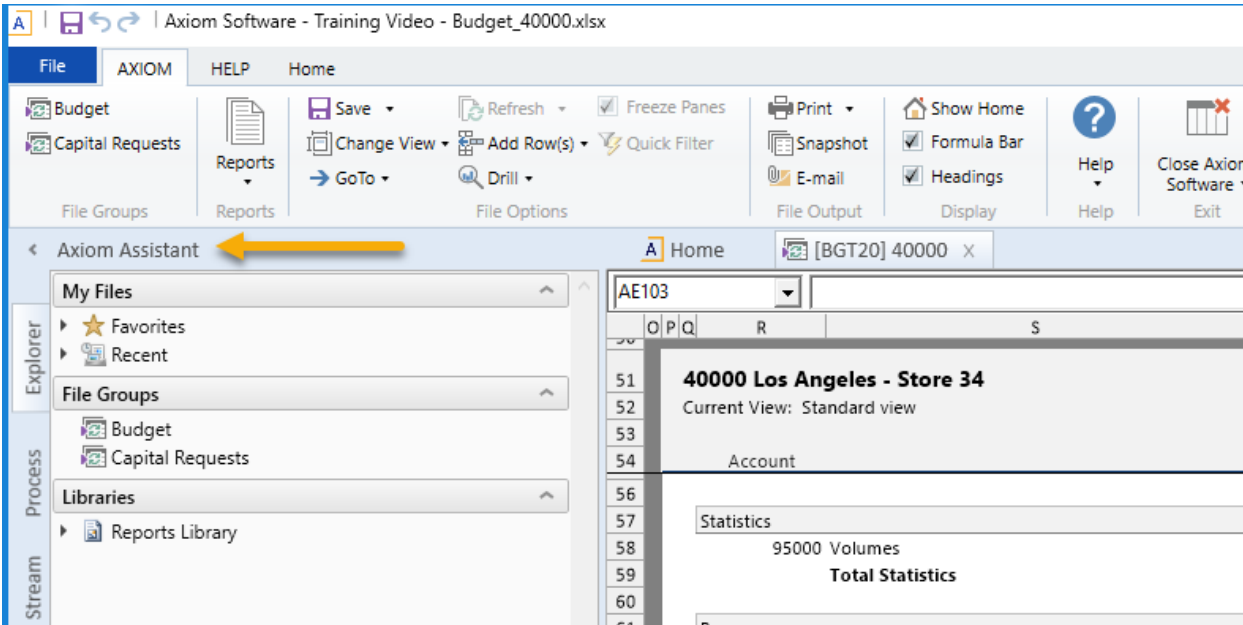 A Axiom Software - Training Video - Budget_40000.xlsx
File AXIOM HELP Home
Budget
Capital Requests
File Groups
Reports
Reports
Save Refresh Freeze Panes
Change View Add Row(s) Quick Filter
GoTo Drill
File Options
Print
Snapshot
E-mail
File Output
Show Home
Formula Bar
Headings
Display
?
Help
Help
Close Axiom
Software
Exit
Axiom Assistant
A Home [BGT20] 40000 X
Explorer
Process
Stream
My Files
Favorites
Recent
File Groups
Budget
Capital Requests
Libraries
Reports Library
AE103
O P Q R S
51 40000 Los Angeles - Store 34
52 Current View: Standard view
53
54 Account
56
57 Statistics
58 95000 Volumes
59 Total Statistics
60